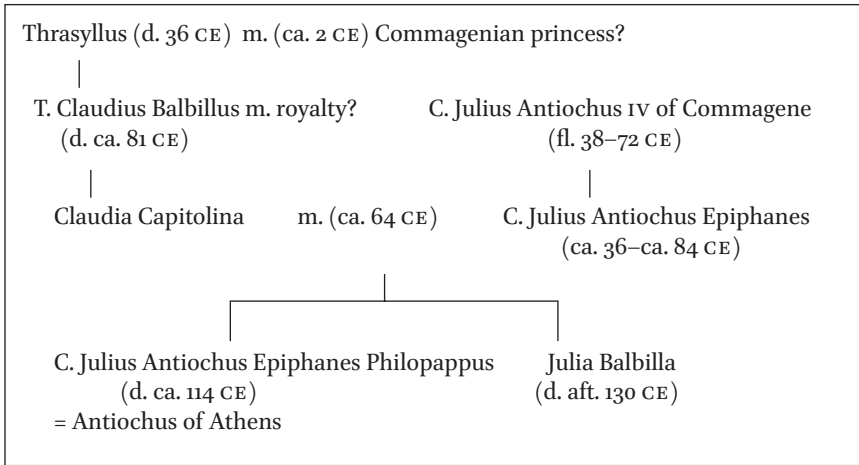 Thrasyllus (d. 36 CE) m. (ca. 2 CE) Commagenian princess?
T. Claudius Balbillus m. royalty? C. Julius Antiochus IV of Commagene
(d. ca. 81 CE) (fl. 38–72 CE)
Claudia Capitolina m. (ca. 64 CE) C. Julius Antiochus Epiphanes
(ca. 36–ca. 84 CE)
C. Julius Antiochus Epiphanes Philopappus Julia Balbilla
(d. ca. 114 CE) (d. aft. 130 CE)
= Antiochus of Athens